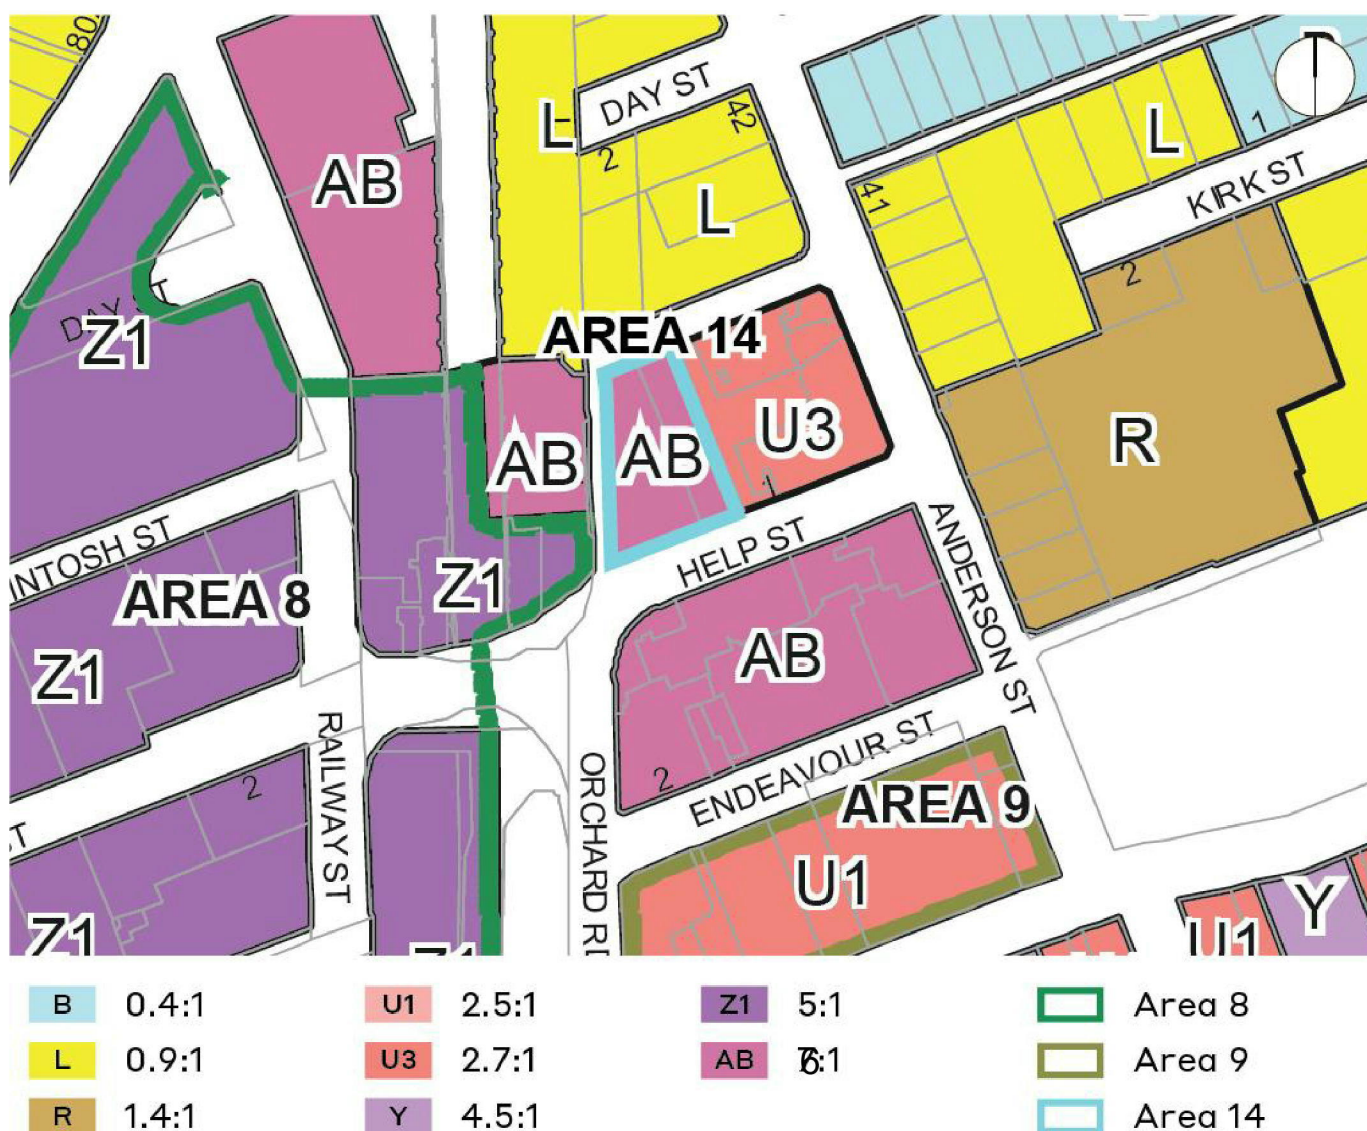 80
L
DAY ST
42
2
L
AB
41
L
1
KIRK ST
2
DAY ST
Z1
AREA 14
AB
AB
U3
1
R
INTOSH ST
HELP ST
ANDERSON ST
AREA 8
Z1
Z1
AB
2
ENDEAVOUR ST
RAILWAY ST
2
ORCHARD RD
AREA 9
U1
ST
Z1
Z1
U1
Y
B 0.4:1
L 0.9:1
R 1.4:1
U1 2.5:1
U3 2.7:1
Y 4.5:1
Z1 5:1
AB
Area 8
Area 9
Area 14